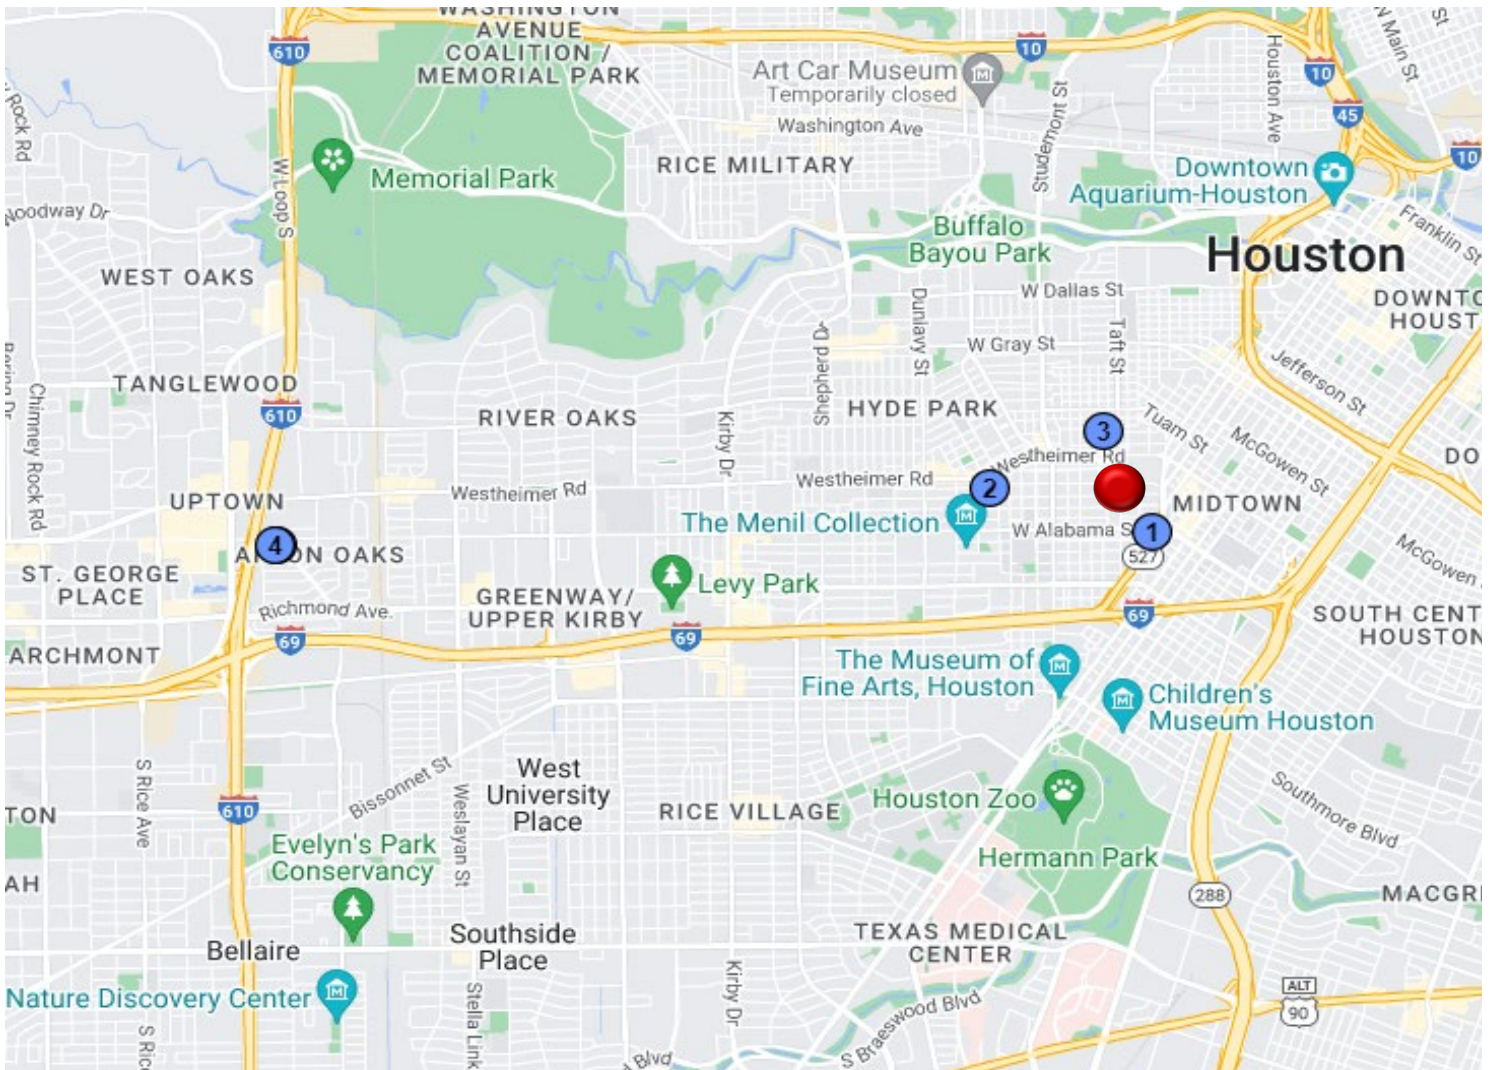 WASHINGTON
AVENUE
COALITION /
MEMORIAL PARK
610
10
Art Car Museum
Temporarily closed
Washington Ave
Studemont St
Houston Ave
N Main St
St
10
45
10
Rock Rd
W Loop S
Memorial Park
RICE MILITARY
Downtown
Aquarium-Houston
Franklin St
oodway Dr
Buffalo
Bayou Park
Houston
WEST OAKS
W Dallas St
DOWNTO
HOUST
Dunlavy St
Taft St
W Gray St
Shepherd Dr
Jefferson St
TANGLEWOOD
Chimney Rock Rd
610
RIVER OAKS
Kirby Dr
HYDE PARK
Tuam St
McGowen St
3
Westheimer Rd
DO
UPTOWN
Westheimer Rd
Westheimer Rd
2
MIDTOWN
The Menil Collection
W Alabama S
1
527
McGowen
4
OAKS
ST. GEORGE
PLACE
Richmond Ave.
GREENWAY/
UPPER KIRBY
Levy Park
69
69
69
SOUTH CENT
HOUSTON
ARCHMONT
The Museum of
Fine Arts, Houston
Children's
Museum Houston
S Rice Ave
Bissonnet St
Weslayan St
West
University
Place
610
TON
RICE VILLAGE
Houston Zoo
Southmore Blvd
Evelyn's Park
Conservancy
Hermann Park
AH
288
MACGRE
Bellaire
Southside
Place
TEXAS MEDICAL
CENTER
Nature Discovery Center
Stella Link
Kirby Dr
S Braeswood Blvd
Blvd
ALT
90
S Ric